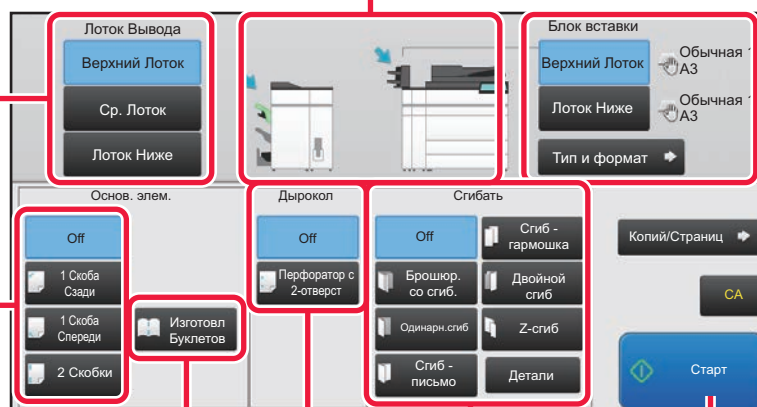 Лоток Вывода
Верхний Лоток
Ср. Лоток
Лоток Ниже
Блок вставки
Верхний Лоток
Обычная 1
A3
Лоток Ниже
Обычная 1
A3
Тип и формат
Основ. элем.
Off
1 Скоба
Сзади
1 Скоба
Спереди
2 Скобки
Изготовл
Буклетов
Дырокол
Off
Перфоратор с
2-отверст
Сгибать
Off
Сгиб -
гармошка
Брошюр.
со сгиб.
Двойной
сгиб
Одинарн.сгиб
Z-сгиб
Сгиб -
письмо
Детали
Копий/Страниц
CA
Старт